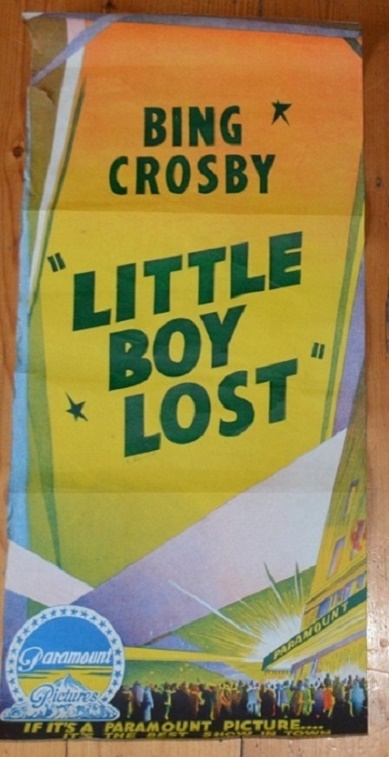 BING
CROSBY
"LITTLE
BOY
LOST"
PARAMOUNT
Paramount
Pictures
IF IT'S A PARAMOUNT PICTURE....
IT'S THE BEST SHOW IN TOWN